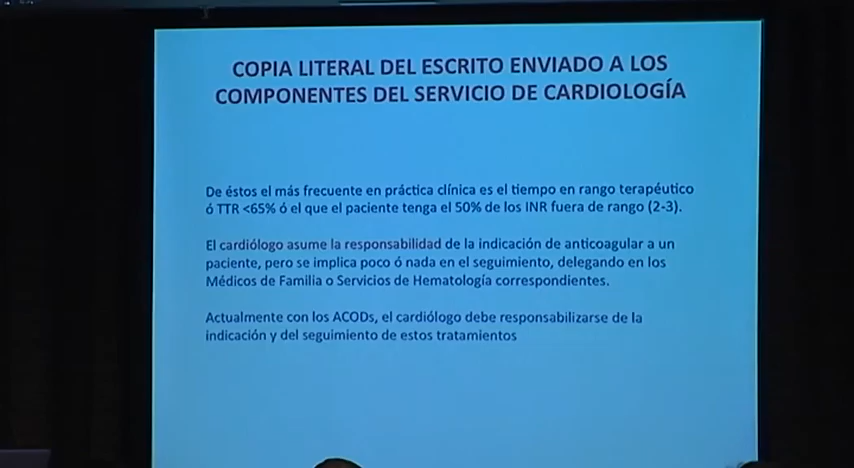 COPIA LITERAL DEL ESCRITO ENVIADO A LOS
COMPONENTES DEL SERVICIO DE CARDIOLOGÍA
De éstos el más frecuente en práctica clínica es el tiempo en rango terapéutico
ó TTR <65% ó el que el paciente tenga el 50% de los INR fuera de rango (2-3).
El cardiólogo asume la responsabilidad de la indicación de anticoagular a un
paciente, pero se implica poco ó nada en el seguimiento, delegando en los
Médicos de Familia o Servicios de Hematología correspondientes.
Actualmente con los ACODs, el cardiólogo debe responsabilizarse de la
indicación y del seguimiento de estos tratamientos